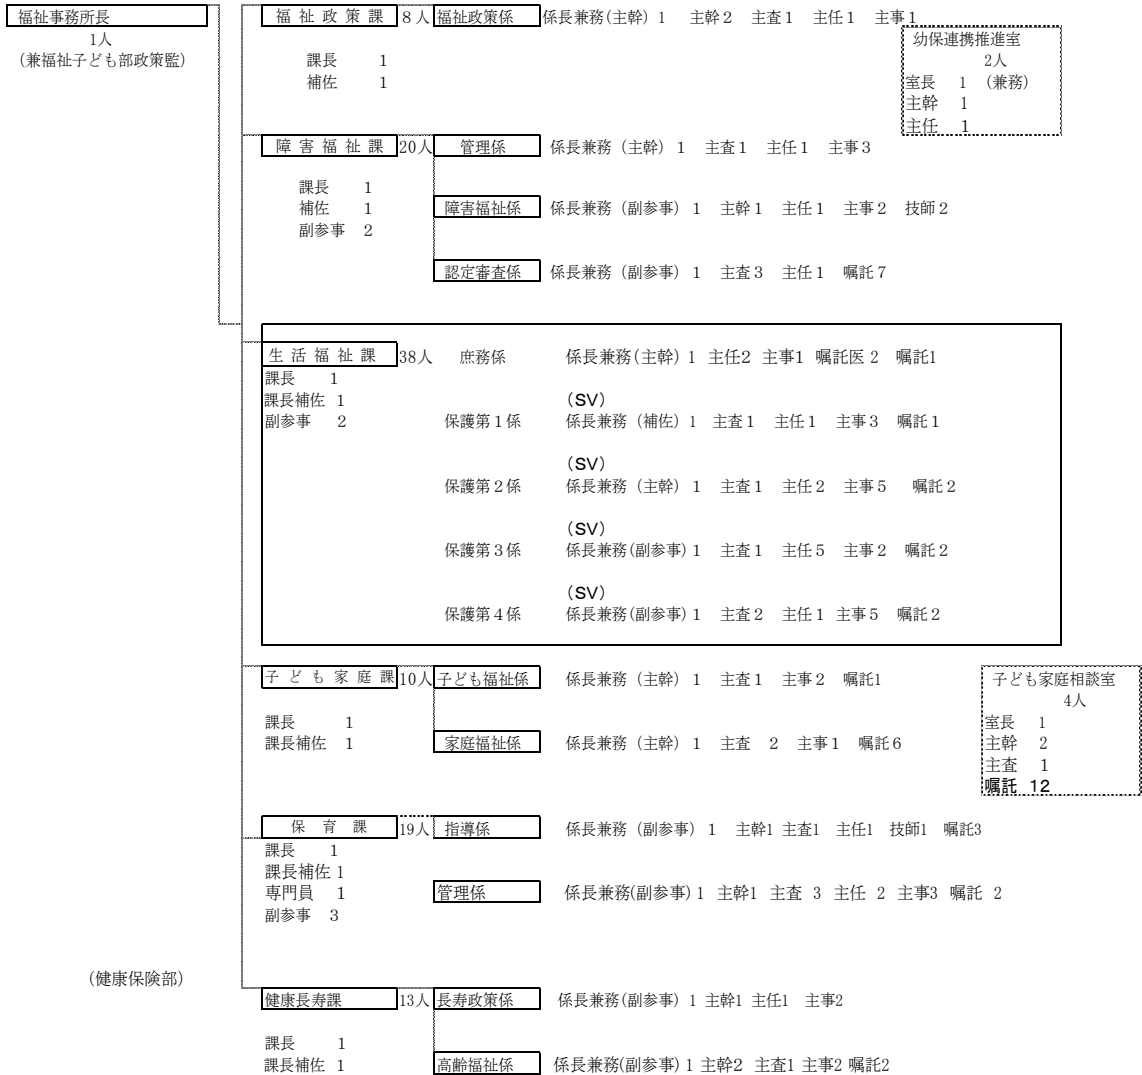 福祉事務所長
1人
（兼福祉子ども部政策監）
福 祉 政 策 課 8人 福祉政策係 係長兼務(主幹) 1 主幹2 主査1 主任1 主事1
課長 1
補佐 1
幼保連携推進室
2人
室長 1 （兼務）
主幹 1
主任 1
障 害 福 祉 課 20人 管理係 係長兼務（主幹）1 主査1 主任1 主事3
課長 1
補佐 1
副参事 2
障害福祉係 係長兼務（副参事）1 主幹1 主任1 主事2 技師2
認定審査係 係長兼務（副参事）1 主査3 主任1 嘱託7
生 活 福 祉 課 38人 庶務係 係長兼務(主幹) 1 主任2 主事1 嘱託医 2 嘱託1
課長 1
課長補佐 1
副参事 2
（SV）
保護第1係 係長兼務（補佐）1 主査1 主任1 主事3 嘱託1
（SV）
保護第2係 係長兼務（主幹）1 主査1 主任2 主事5 嘱託2
（SV）
保護第3係 係長兼務(副参事) 1 主査1 主任5 主事2 嘱託2
（SV）
保護第4係 係長兼務(副参事) 1 主査2 主任1 主事5 嘱託2
子 ど も 家 庭 課 10人 子ども福祉係 係長兼務（主幹）1 主査1 主事2 嘱託1
課長 1
課長補佐 1
家庭福祉係 係長兼務（主幹）1 主査 2 主事1 嘱託6
子ども家庭相談室
4人
室長 1
主幹 2
主査 1
嘱託 12
保 育 課 19人 指導係 係長兼務（副参事）1 主幹1 主査1 主任1 技師1 嘱託3
課長 1
課長補佐 1
専門員 1
副参事 3
管理係 係長兼務(副参事) 1 主幹1 主査 3 主任 2 主事3 嘱託 2
（健康保険部）
健康長寿課 13人 長寿政策係 係長兼務(副参事) 1 主幹1 主任1 主事2
課長 1
課長補佐 1
高齢福祉係 係長兼務(副参事) 1 主幹2 主査1 主事2 嘱託2